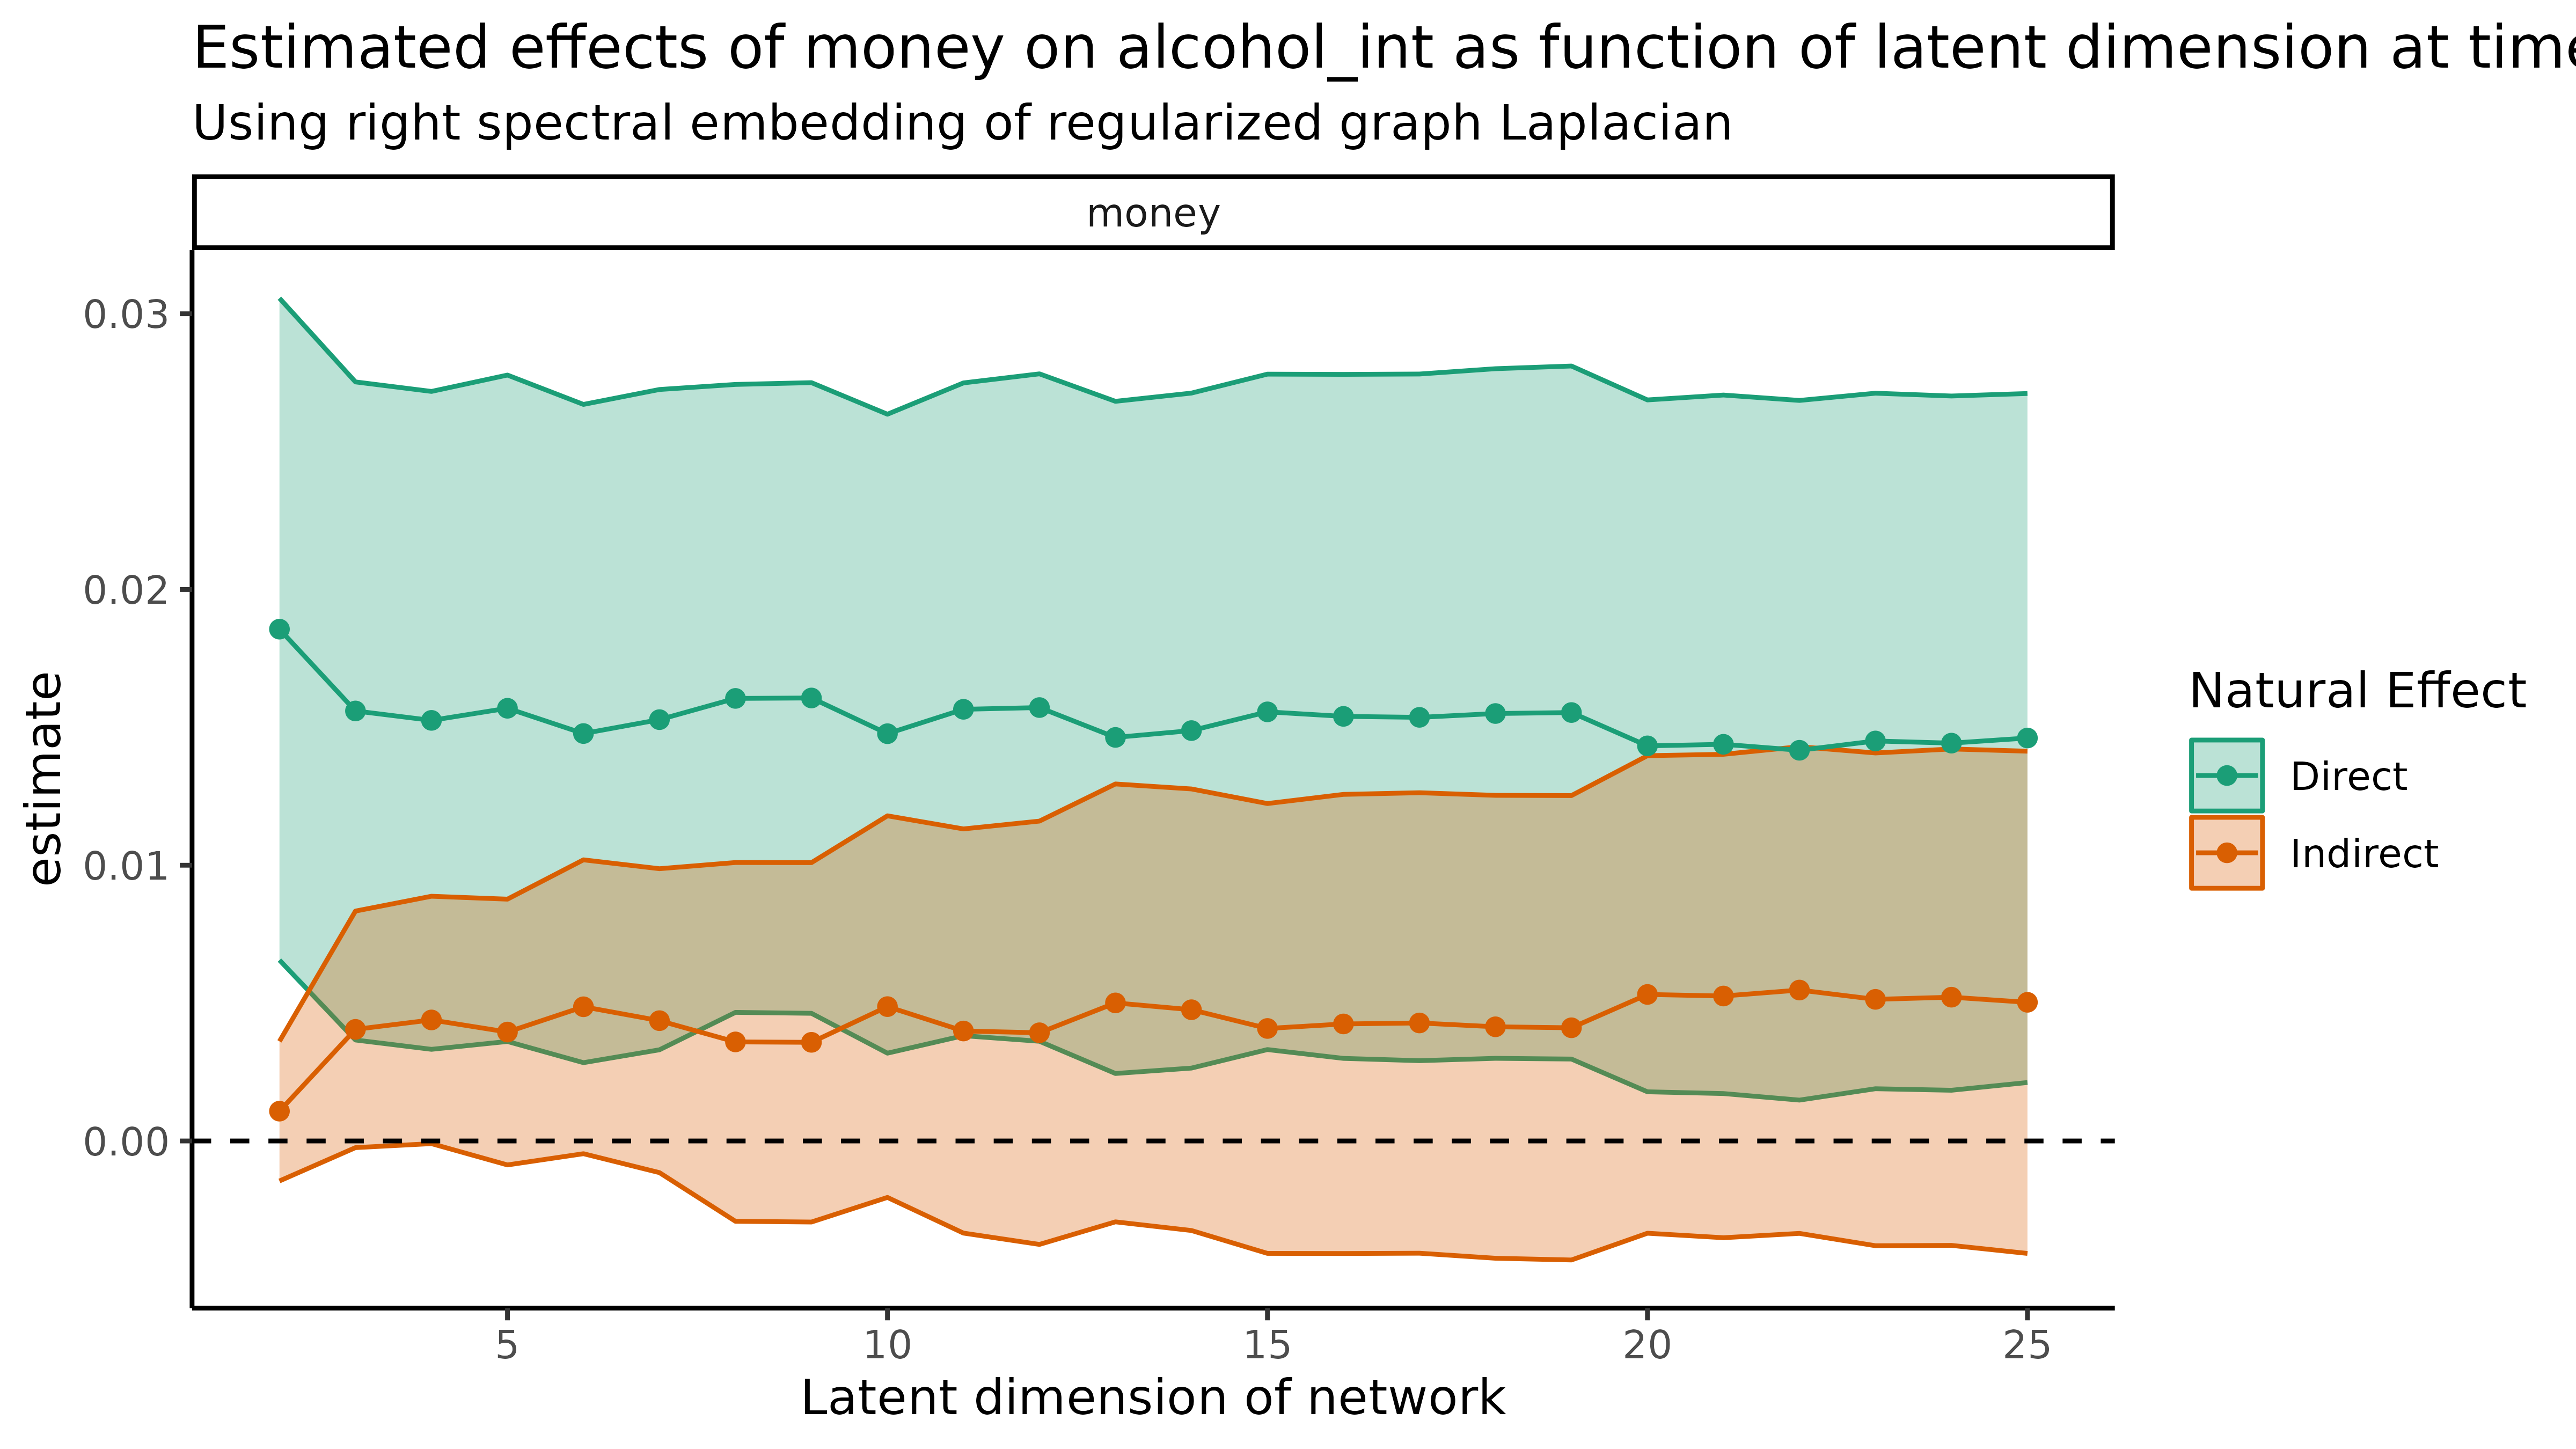 Estimated effects of money on alcohol_int as function of latent dimension at time
Using right spectral embedding of regularized graph Laplacian
money
0.03
0.02
0.01
0.00
estimate
5 10 15 20 25
Latent dimension of network
Natural Effect
Direct
Indirect